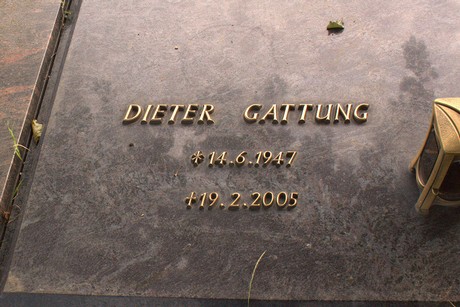 DIETER GATTUNG
*14.6.1947
†19.2.2005